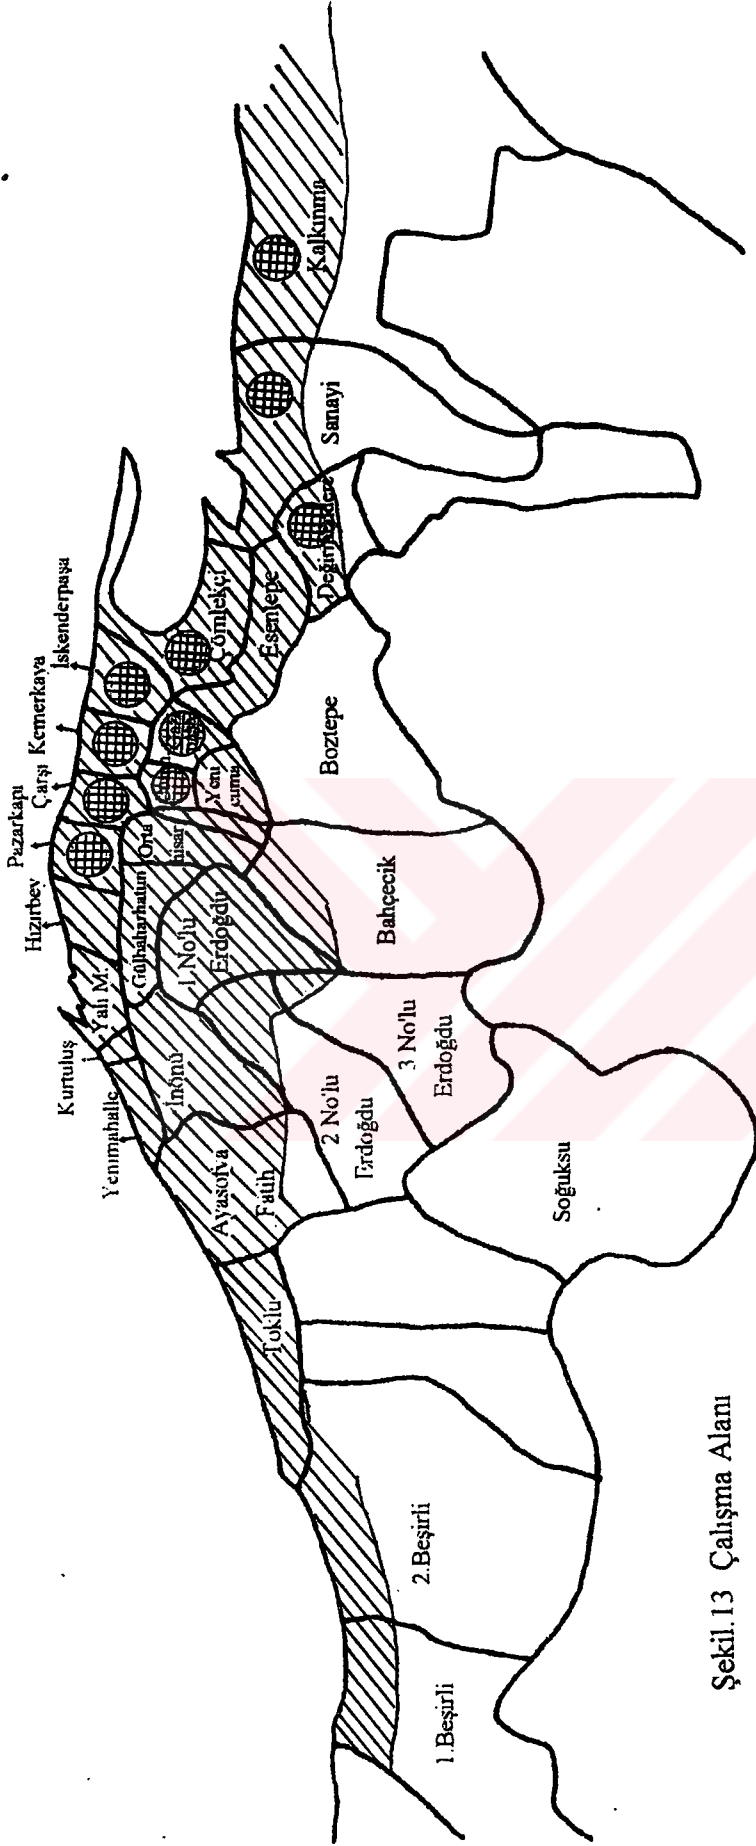 Pazarkapı
Çarşı
Kemerkaya
İskenderpaşa
Hızırbey
Kurtuluş
Yenimahalle
Yalı M.
Gülbaharhatun
Orta
hisar
Yeni
cuma
Çömlekçi
Esentepe
Değirmendere
Kalkınma
Sanayi
Boztepe
Bahçecik
1.No'lu
Erdoğdu
İnönü
Ayasofya
Fatih
2 No'lu
Erdoğdu
3 No'lu
Erdoğdu
Soğuksu
Toklu
2.Beşirli
1.Beşirli
Şekil.13 Çalışma Alanı